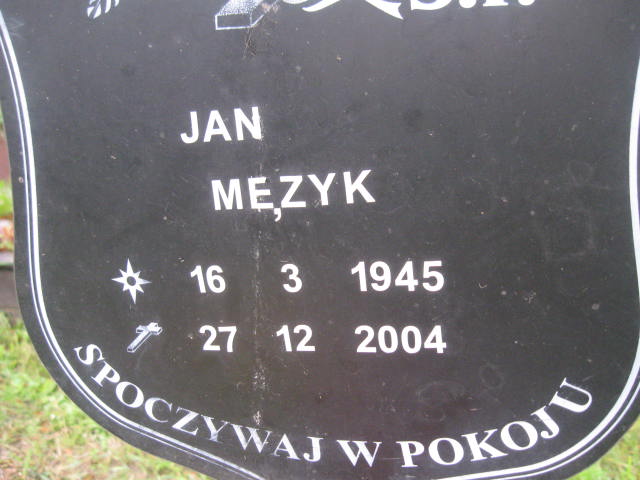 JAN
MĘZYK
16 3 1945
27 12 2004
SPOCZYWAJ W POKOJU